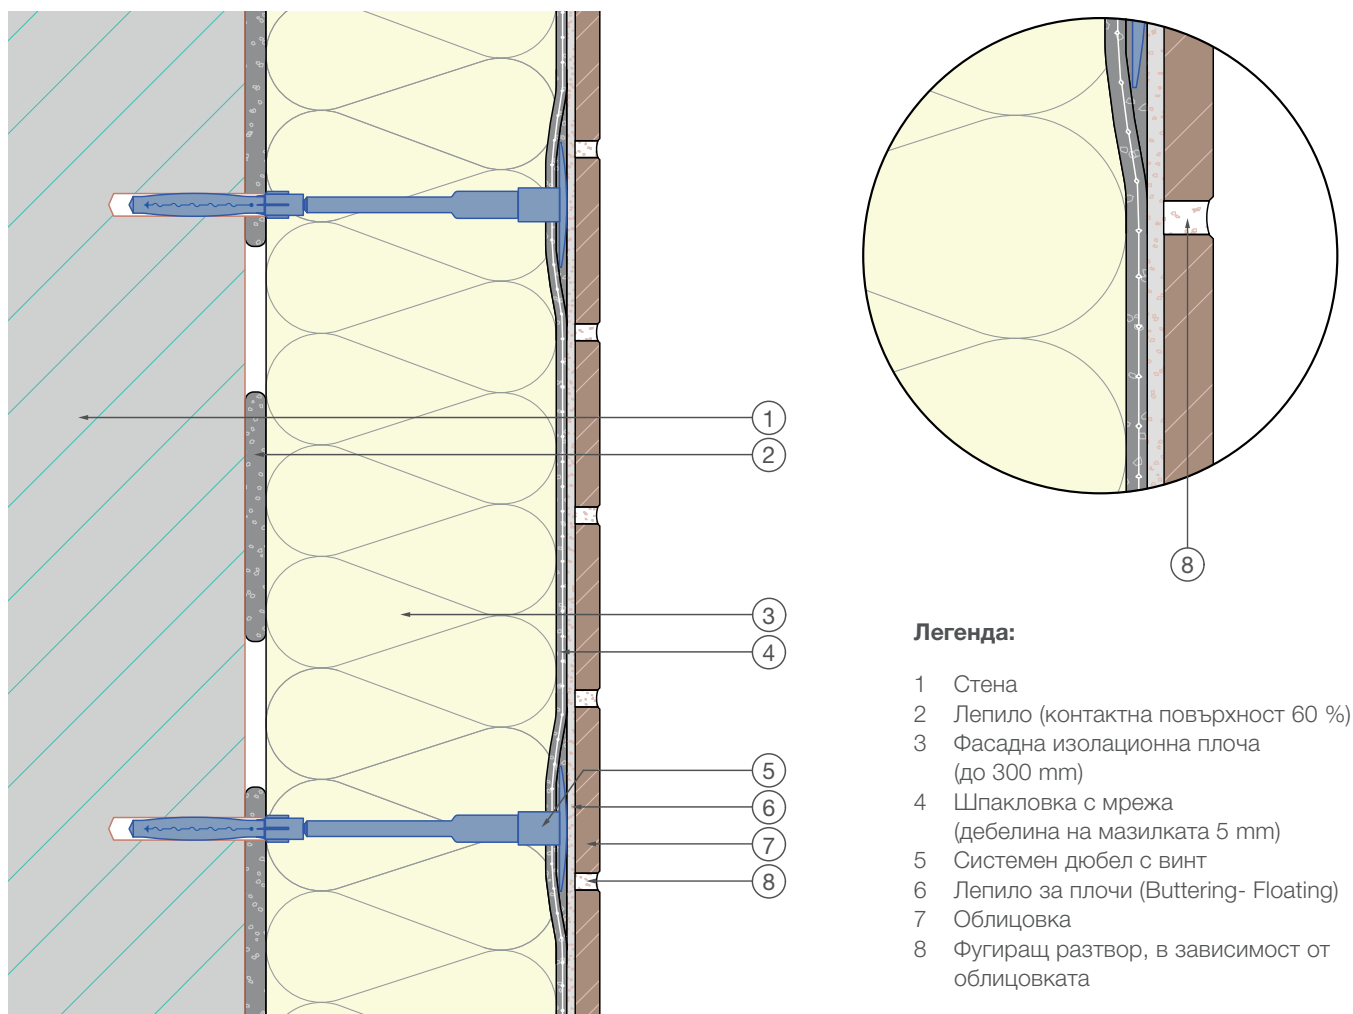 1
2
3
4
5
6
7
8
8
Легенда:
1 Стена
2 Лепило (контактна повърхност 60 %)
3 Фасадна изолационна плоча
(до 300 mm)
4 Шпакловка с мрежа
(дебелина на мазилката 5 mm)
5 Системен дюбел с винт
6 Лепило за плочи (Buttering- Floating)
7 Облицовка
8 Фугиращ разтвор, в зависимост от
облицовката